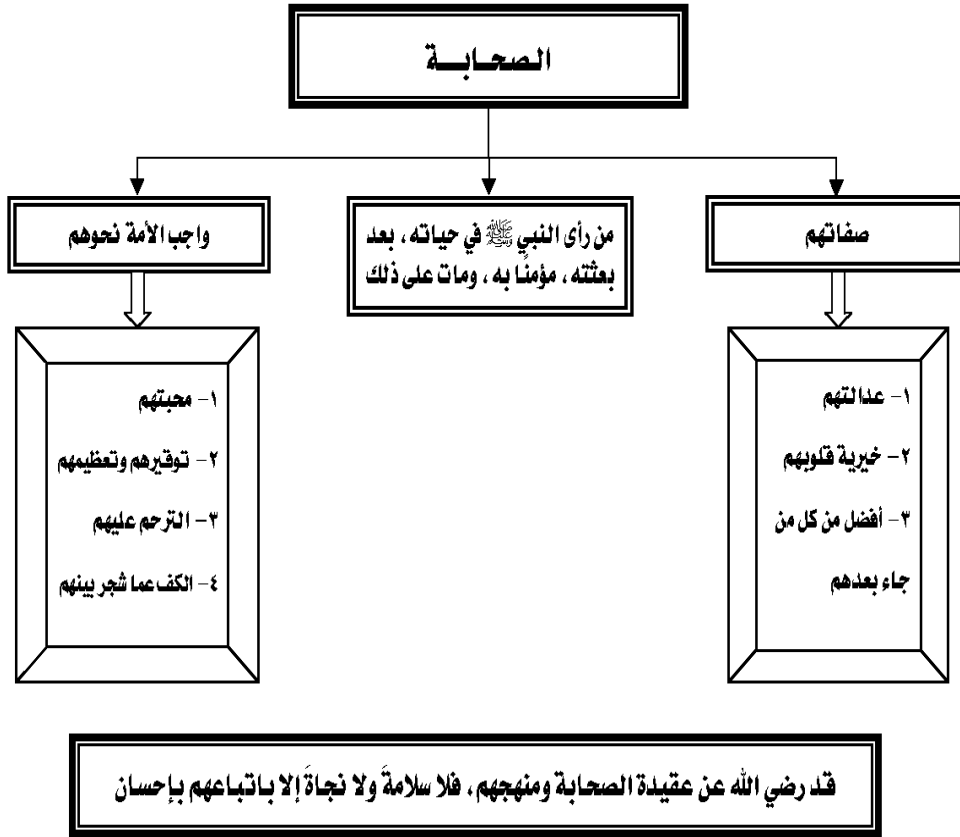 الصحابة
صفاتهم
من رأى النبي ﷺ في حياته ، بعد
بعثته ، مؤمنًا به ، ومات على ذلك
واجب الأمة نحوهم
١- عدالتهم
٢- خيرية قلوبهم
٣- أفضل من كل من
جاء بعدهم
١- محبتهم
٢- توقيرهم وتعظيمهم
٣- الترحم عليهم
٤- الكف عما شجر بينهم
قد رضي الله عن عقيدة الصحابة ومنهجهم، فلا سلامةَ ولا نجاةَ إلا باتباعهم بإحسان